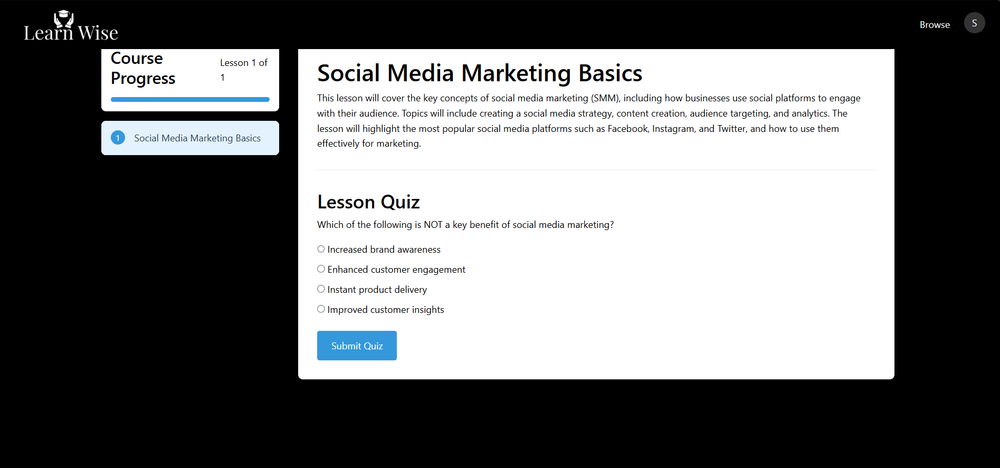 Learn Wise
Browse
S
Course
Progress
Lesson 1 of
1
1
Social Media Marketing Basics
Social Media Marketing Basics
This lesson will cover the key concepts of social media marketing (SMM), including how businesses use social platforms to engage
with their audience. Topics will include creating a social media strategy, content creation, audience targeting, and analytics. The
lesson will highlight the most popular social media platforms such as Facebook, Instagram, and Twitter, and how to use them
effectively for marketing.
Lesson Quiz
Which of the following is NOT a key benefit of social media marketing?
Increased brand awareness
Enhanced customer engagement
Instant product delivery
Improved customer insights
Submit Quiz